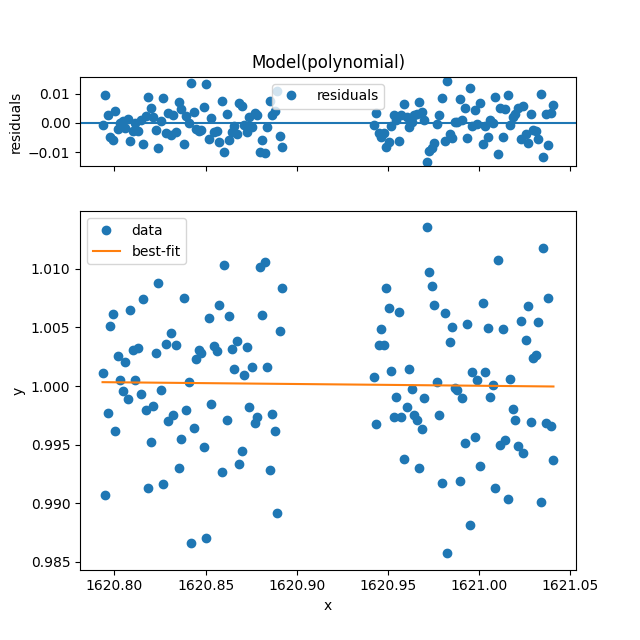 Model(polynomial)
residuals
0.01
0.00
−0.01
residuals
data
best-fit
y
1.010
1.005
1.000
0.995
0.990
0.985
1620.80 1620.85 1620.90 1620.95 1621.00 1621.05
x